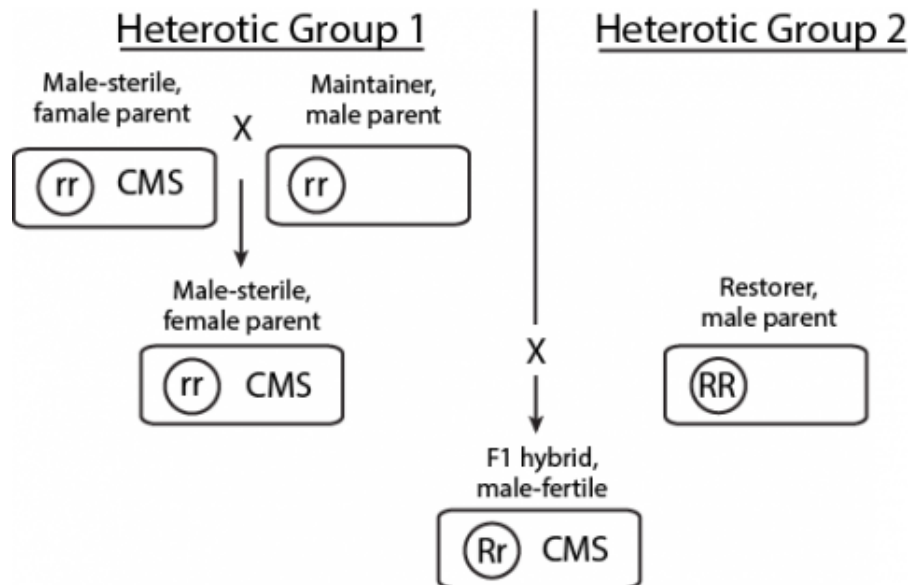 Heterotic Group 1
Heterotic Group 2
Male-sterile,
famale parent
X
Maintainer,
male parent
rr CMS
rr
Male-sterile,
female parent
Restorer,
male parent
X
rr CMS
RR
F1 hybrid,
male-fertile
Rr CMS